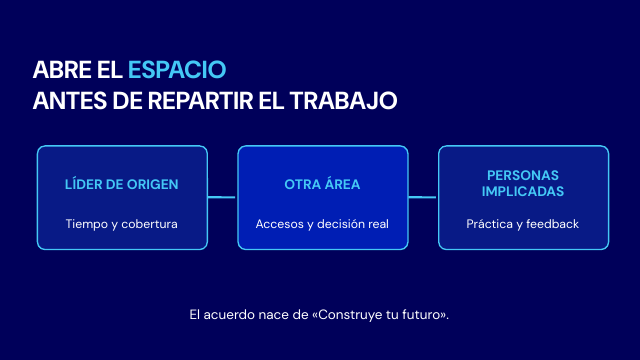 ABRE EL ESPACIO
ANTES DE REPARTIR EL TRABAJO
LÍDER DE ORIGEN
Tiempo y cobertura
OTRA ÁREA
Accesos y decisión real
PERSONAS
IMPLICADAS
Práctica y feedback
El acuerdo nace de «Construye tu futuro».